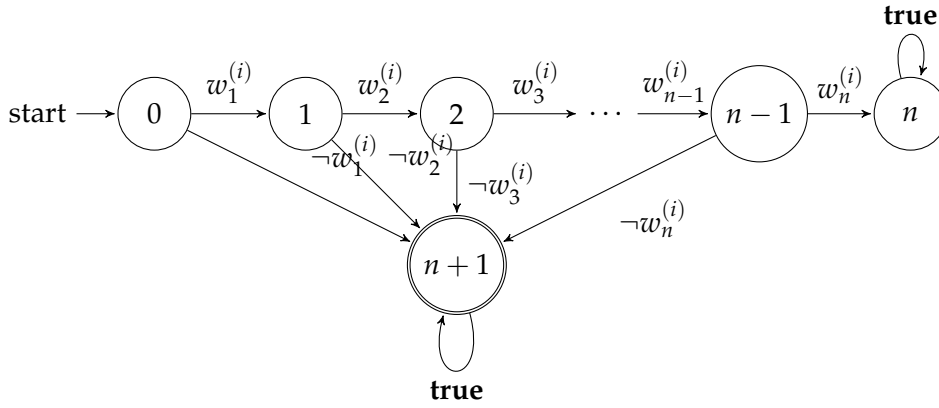 true
w_1^{(i)} w_2^{(i)} w_3^{(i)} w_{n-1}^{(i)} w_n^{(i)}
start 0 1 2 ⋯ n − 1 n
¬w_1^{(i)} ¬w_2^{(i)} ¬w_3^{(i)} ¬w_n^{(i)}
n + 1
true